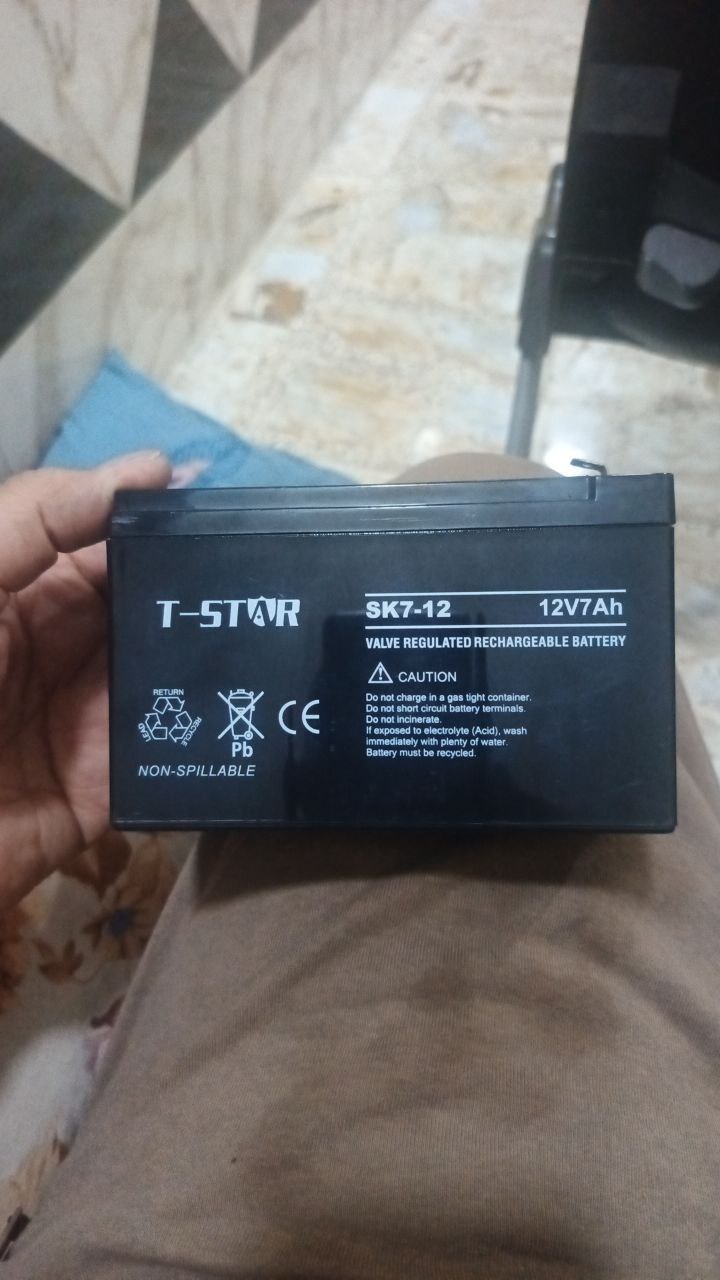 T-STAR
SK7-12 12V7Ah
VALVE REGULATED RECHARGEABLE BATTERY
CAUTION
Do not charge in a gas tight container.
Do not short circuit battery terminals.
Do not incinerate.
If exposed to electrolyte (Acid), wash
immediately with plenty of water.
Battery must be recycled.
RETURN
LEAD
RECYCLE
Pb
CE
NON-SPILLABLE